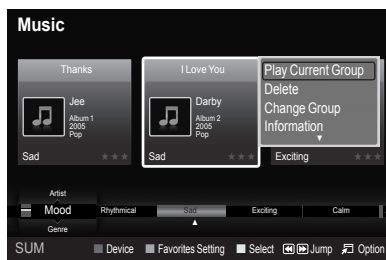 Music
Thanks
Jee
Album 1
2005
Pop
Sad
I Love You
Darby
Album 2
2005
Pop
Sad
Play Current Group
Delete
Change Group
Information
Exciting
Artist
Mood
Genre
Rhythmical Sad Exciting Calm
SUM Device Favorites Setting Select Jump Option